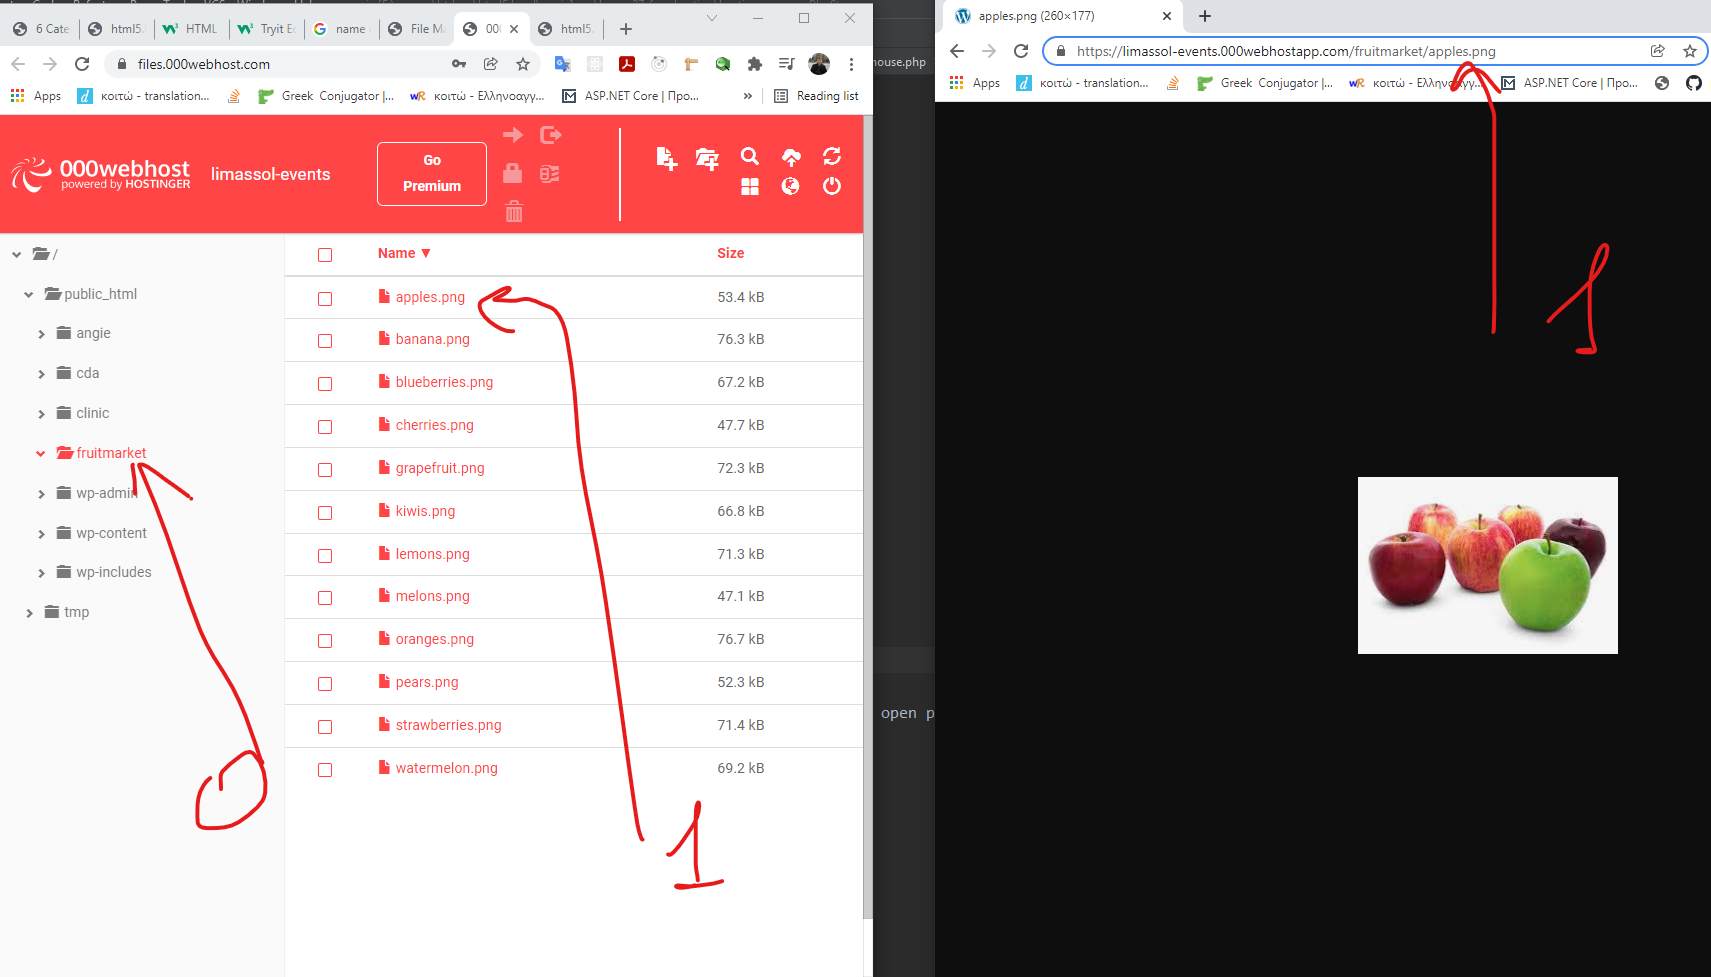 6 Cate
html5.
HTML
Tryit Ec
name
File Ma
000
html5.
files.000webhost.com
Apps
κοιτώ - translation...
Greek Conjugator |...
κοιτώ - Ελληνοαγγ...
ASP.NET Core | Про...
»
Reading list
000webhost
powered by HOSTINGER
limassol-events
Go
Premium
/
public_html
angie
cda
clinic
fruitmarket
wp-admin
wp-content
wp-includes
tmp
Name ▼ Size
apples.png 53.4 kB
banana.png 76.3 kB
blueberries.png 67.2 kB
cherries.png 47.7 kB
grapefruit.png 72.3 kB
kiwis.png 66.8 kB
lemons.png 71.3 kB
melons.png 47.1 kB
oranges.png 76.7 kB
pears.png 52.3 kB
strawberries.png 71.4 kB
watermelon.png 69.2 kB
1
house.php
open p
apples.png (260×177)
https://limassol-events.000webhostapp.com/fruitmarket/apples.png
Apps
κοιτώ - translation...
Greek Conjugator |...
κοιτώ - Ελληνοαγγ...
ASP.NET Core | Про...
1